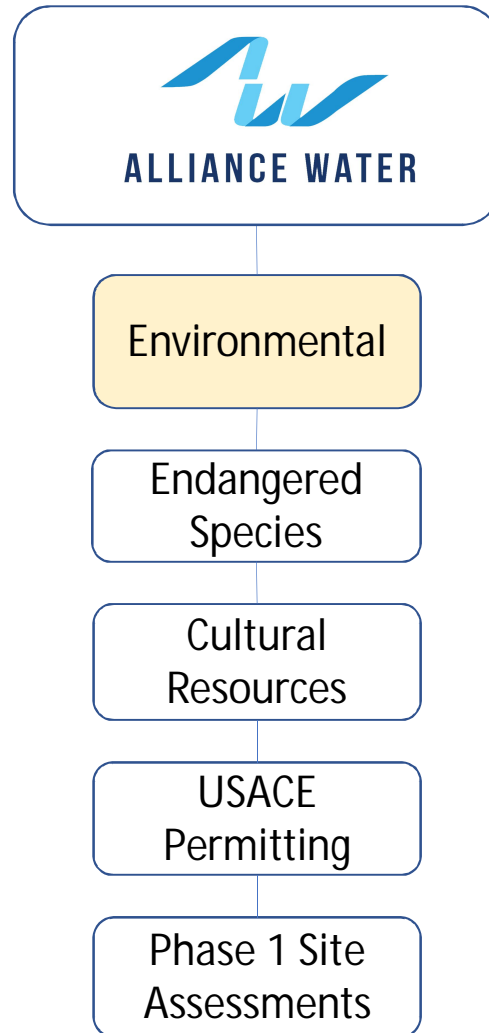 ALLIANCE WATER
Environmental
Endangered
Species
Cultural
Resources
USACE
Permitting
Phase 1 Site
Assessments